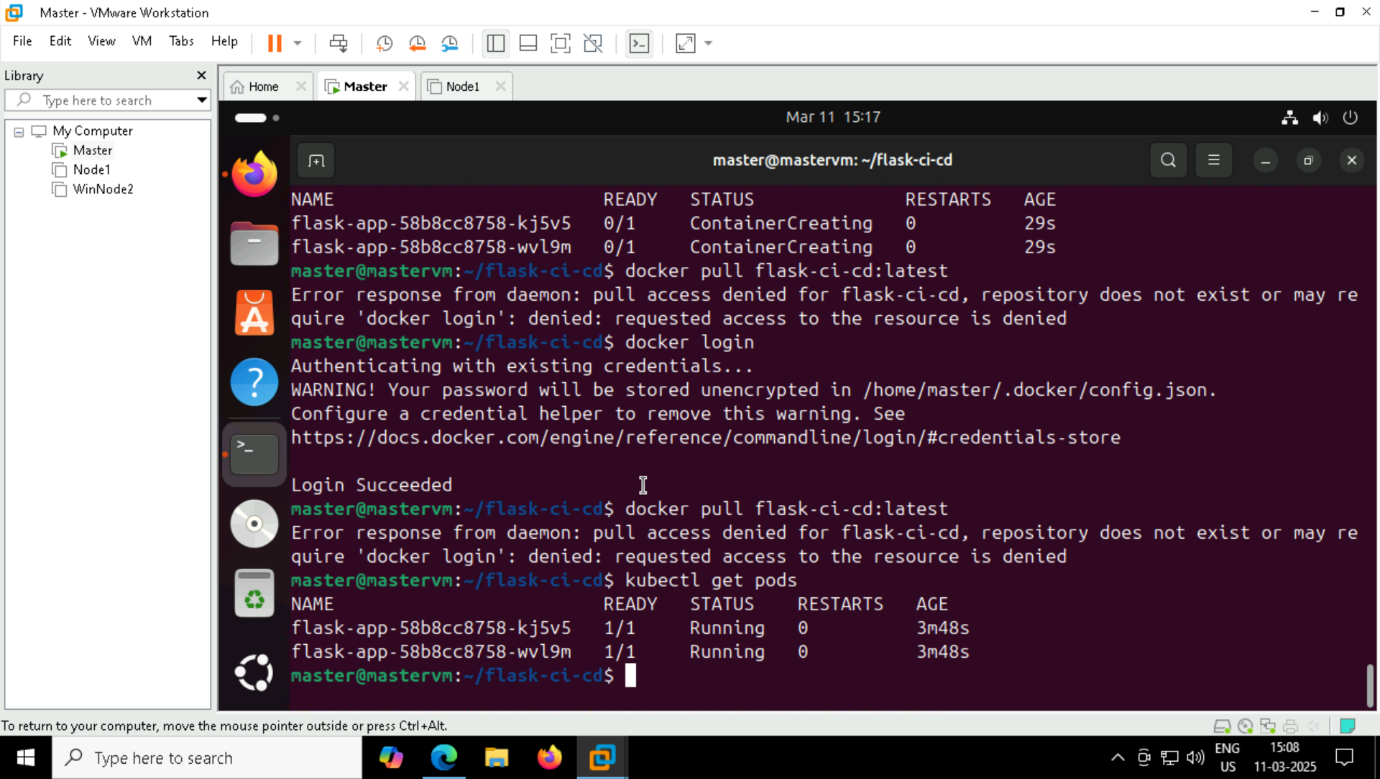 Master - VMware Workstation
File Edit View VM Tabs Help
Library
Type here to search
My Computer
Master
Node1
WinNode2
Home Master Node1
Mar 11 15:17
master@mastervm: ~/flask-ci-cd
NAME READY STATUS RESTARTS AGE
flask-app-58b8cc8758-kj5v5 0/1 ContainerCreating 0 29s
flask-app-58b8cc8758-wvl9m 0/1 ContainerCreating 0 29s
master@mastervm:~/flask-ci-cd$ docker pull flask-ci-cd:latest
Error response from daemon: pull access denied for flask-ci-cd, repository does not exist or may re
quire 'docker login': denied: requested access to the resource is denied
master@mastervm:~/flask-ci-cd$ docker login
Authenticating with existing credentials...
WARNING! Your password will be stored unencrypted in /home/master/.docker/config.json.
Configure a credential helper to remove this warning. See
https://docs.docker.com/engine/reference/commandline/login/#credentials-store
Login Succeeded
master@mastervm:~/flask-ci-cd$ docker pull flask-ci-cd:latest
Error response from daemon: pull access denied for flask-ci-cd, repository does not exist or may re
quire 'docker login': denied: requested access to the resource is denied
master@mastervm:~/flask-ci-cd$ kubectl get pods
NAME READY STATUS RESTARTS AGE
flask-app-58b8cc8758-kj5v5 1/1 Running 0 3m48s
flask-app-58b8cc8758-wvl9m 1/1 Running 0 3m48s
master@mastervm:~/flask-ci-cd$
To return to your computer, move the mouse pointer outside or press Ctrl+Alt.
Type here to search
ENG
US
15:08
11-03-2025